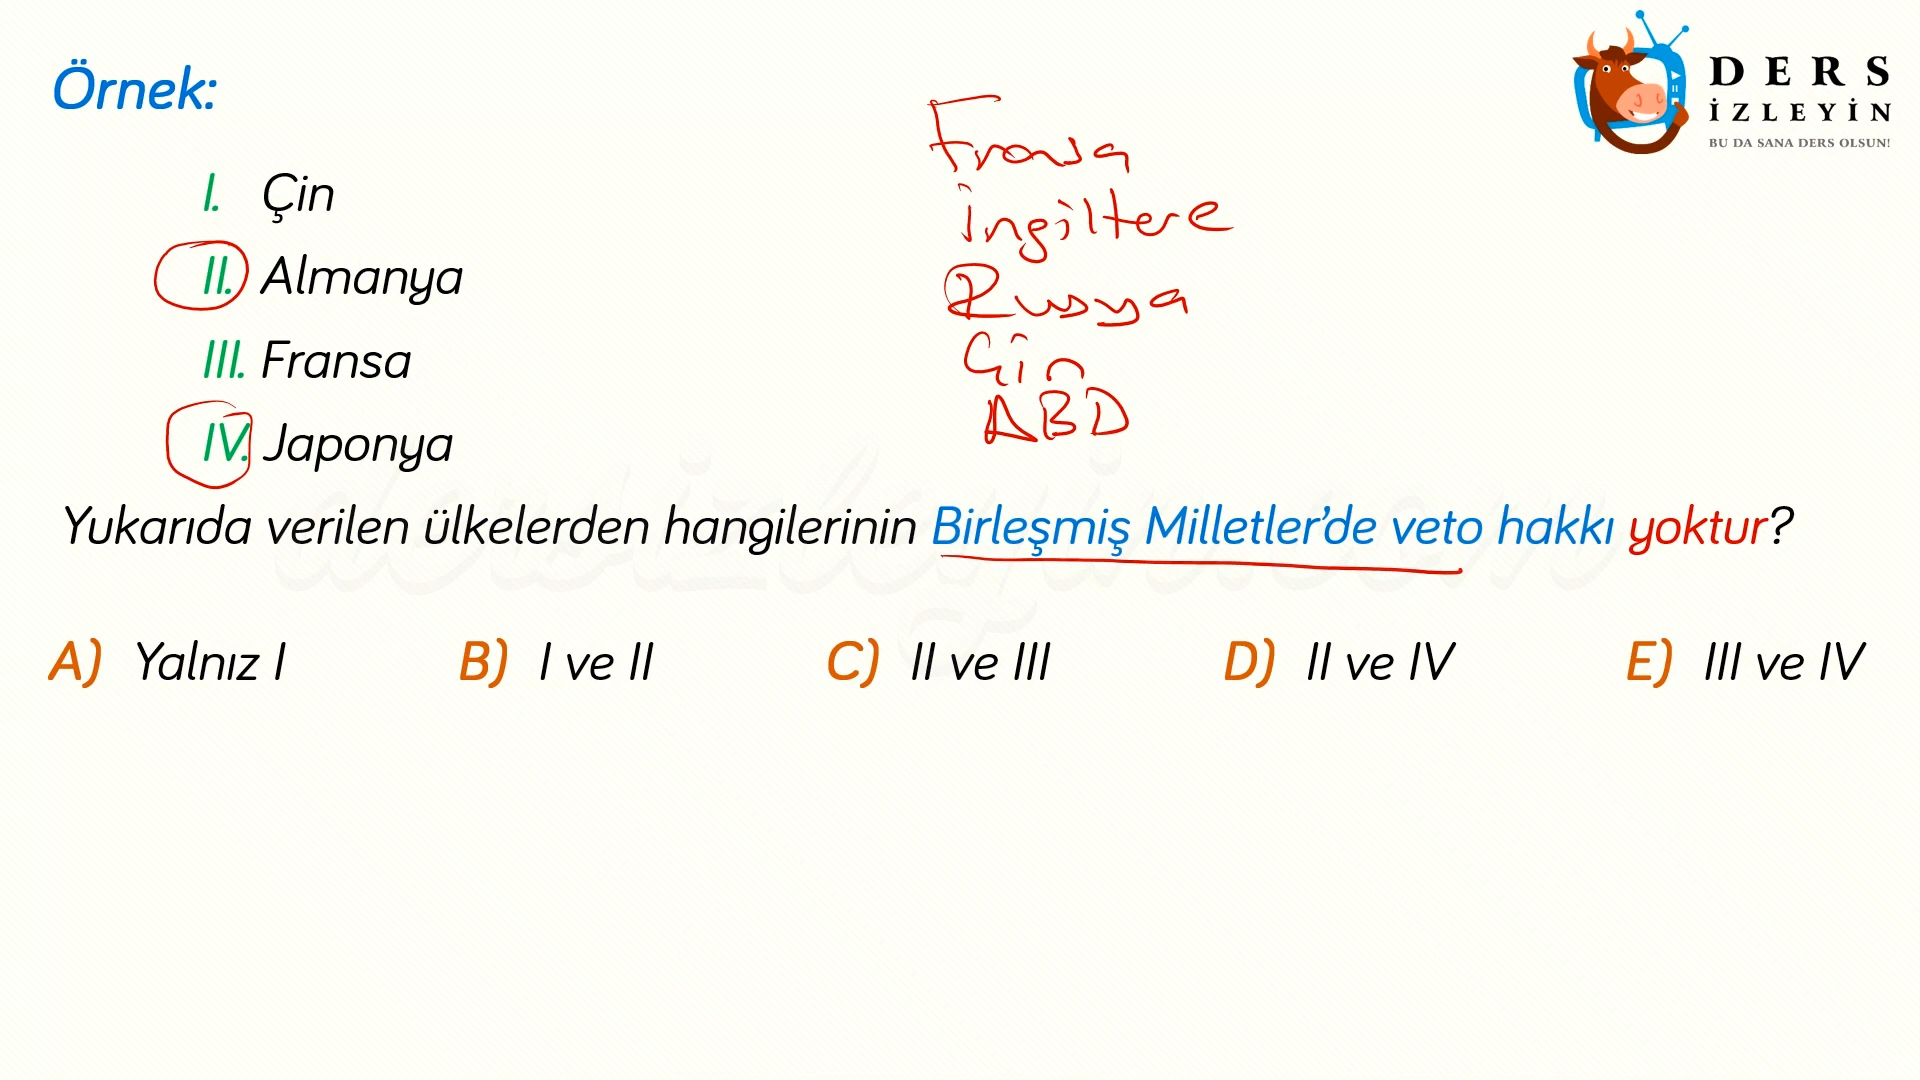 Örnek:
DERS
İZLEYİN
BU DA SANA DERS OLSUN!
I. Çin
II. Almanya
III. Fransa
IV. Japonya
Fransa
İngiltere
Rusya
Çin
ABD
Yukarıda verilen ülkelerden hangilerinin Birleşmiş Milletler'de veto hakkı yoktur?
dersizleyin.com
A) Yalnız I B) I ve II C) II ve III D) II ve IV E) III ve IV